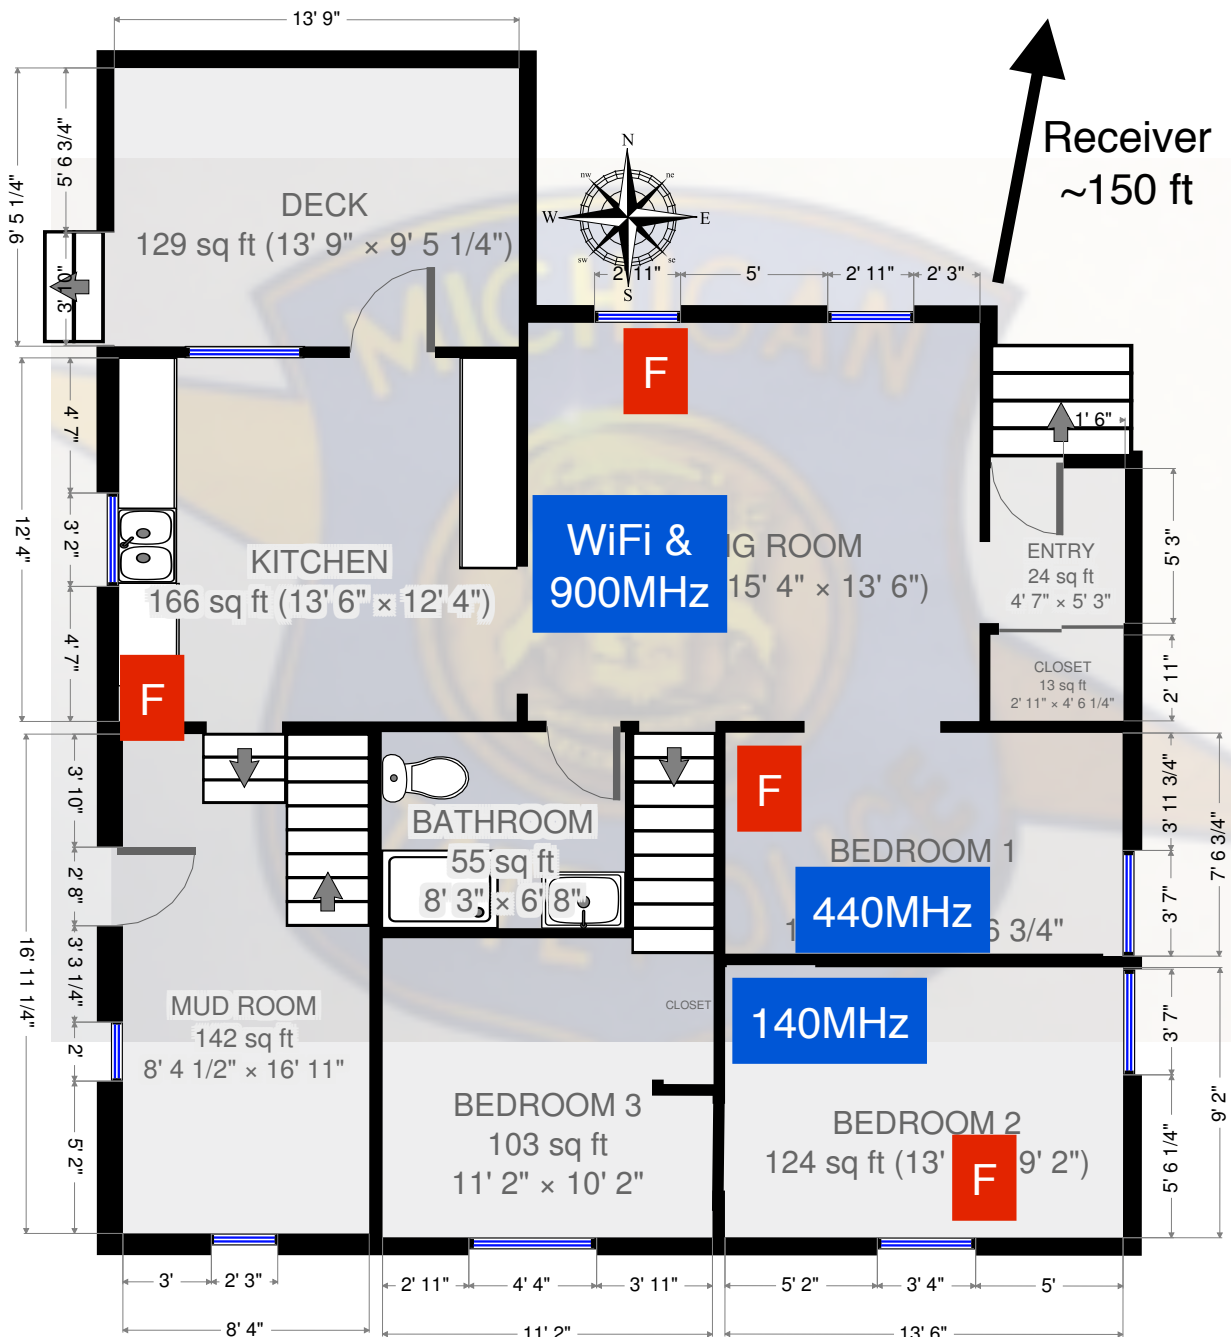 13' 9"
Receiver
~150 ft
9' 5 1/4"
5' 6 3/4"
3' 10"
DECK
129 sq ft (13' 9" × 9' 5 1/4")
N
nw
ne
W
E
sw
se
S
2' 11"
5'
2' 11"
2' 3"
MICHIGAN
F
1' 6"
12' 4"
4' 7"
3' 2"
4' 7"
KITCHEN
166 sq ft (13' 6" × 12' 4")
WiFi &
900MHz
G ROOM
15' 4" × 13' 6")
ENTRY
24 sq ft
4' 7" × 5' 3"
5' 3"
CLOSET
13 sq ft
2' 11" × 4' 6 1/4"
2' 11"
F
F
16' 11 1/4"
3' 10"
2' 8"
3' 3 1/4"
2'
5' 2"
BATHROOM
55 sq ft
8' 3" × 6' 8"
BEDROOM 1
440MHz
6 3/4"
3' 11 3/4"
3' 7"
7' 6 3/4"
MUD ROOM
142 sq ft
8' 4 1/2" × 16' 11"
CLOSET
140MHz
3' 7"
5' 6 1/4"
9' 2"
BEDROOM 3
103 sq ft
11' 2" × 10' 2"
BEDROOM 2
124 sq ft (13' 9' 2")
F
3'
2' 3"
2' 11"
4' 4"
3' 11"
5' 2"
3' 4"
5'
8' 4"
11' 2"
13' 6"